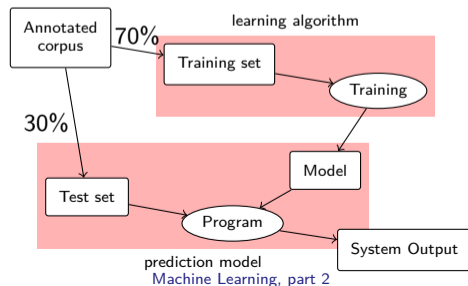 learning algorithm
Annotated
corpus
70%
Training set
Training
30%
Model
Test set
Program
System Output
prediction model
Machine Learning, part 2